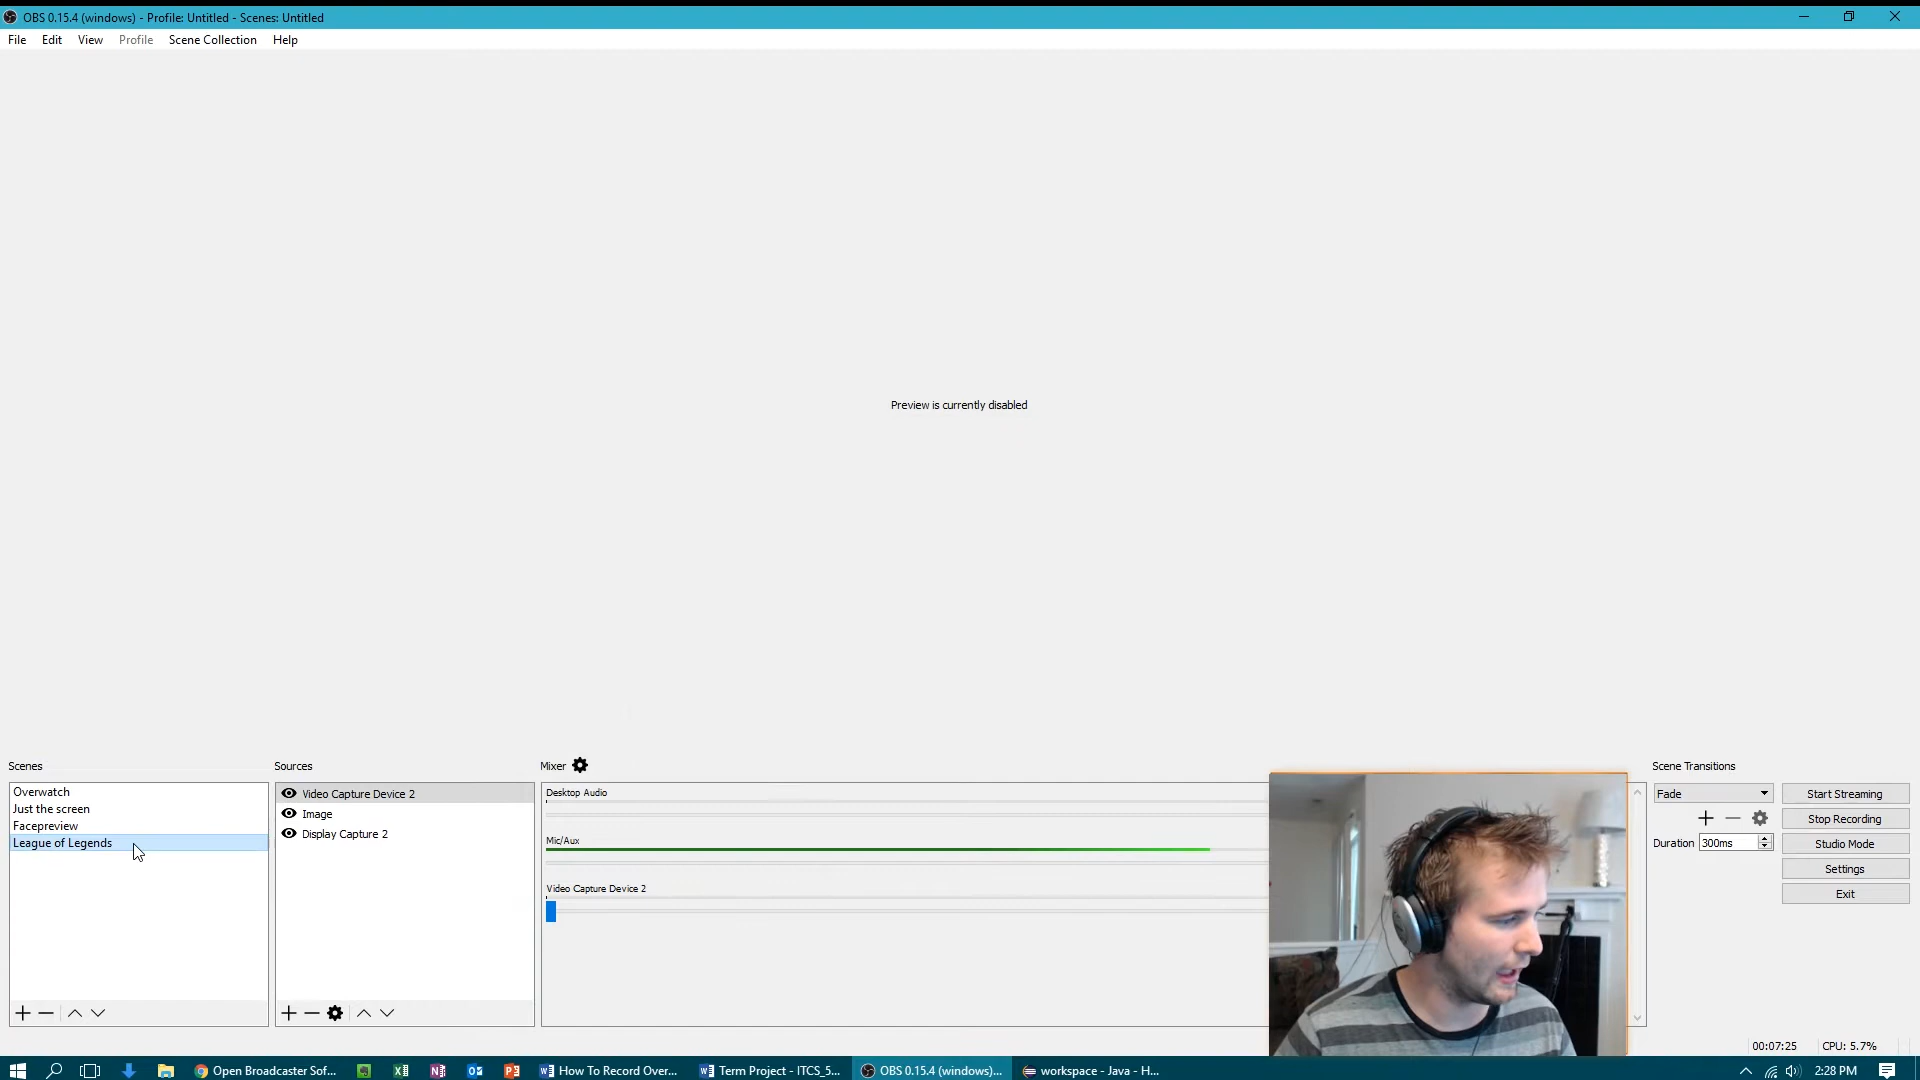 OBS 0.15.4 (windows) - Profile: Untitled - Scenes: Untitled
File Edit View Profile Scene Collection Help
Preview is currently disabled
Scenes
Overwatch
Just the screen
Facepreview
League of Legends
Sources
Video Capture Device 2
Image
Display Capture 2
Mixer
Desktop Audio
Mic/Aux
Video Capture Device 2
Scene Transitions
Fade
Duration 300ms
Start Streaming
Stop Recording
Studio Mode
Settings
Exit
00:07:25 CPU: 5.7%
Open Broadcaster Sof... How To Record Over... Term Project - ITCS_5... OBS 0.15.4 (windows)... workspace - Java - H... 2:28 PM